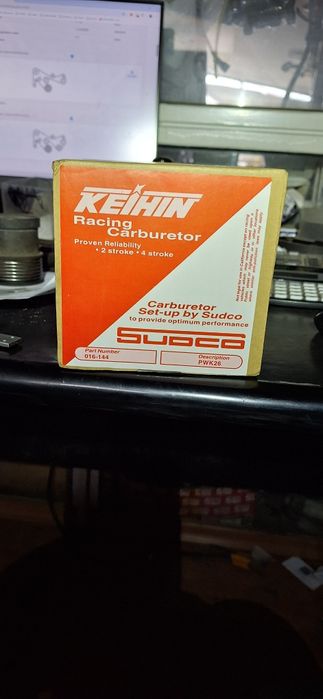 KEIHIN
Racing
Carburetor
Proven Reliability
• 2 stroke • 4 stroke
Carburetor
Set-up by Sudco
to provide optimum performance
SUDCO
Part Number
016-144
Description
PWK26